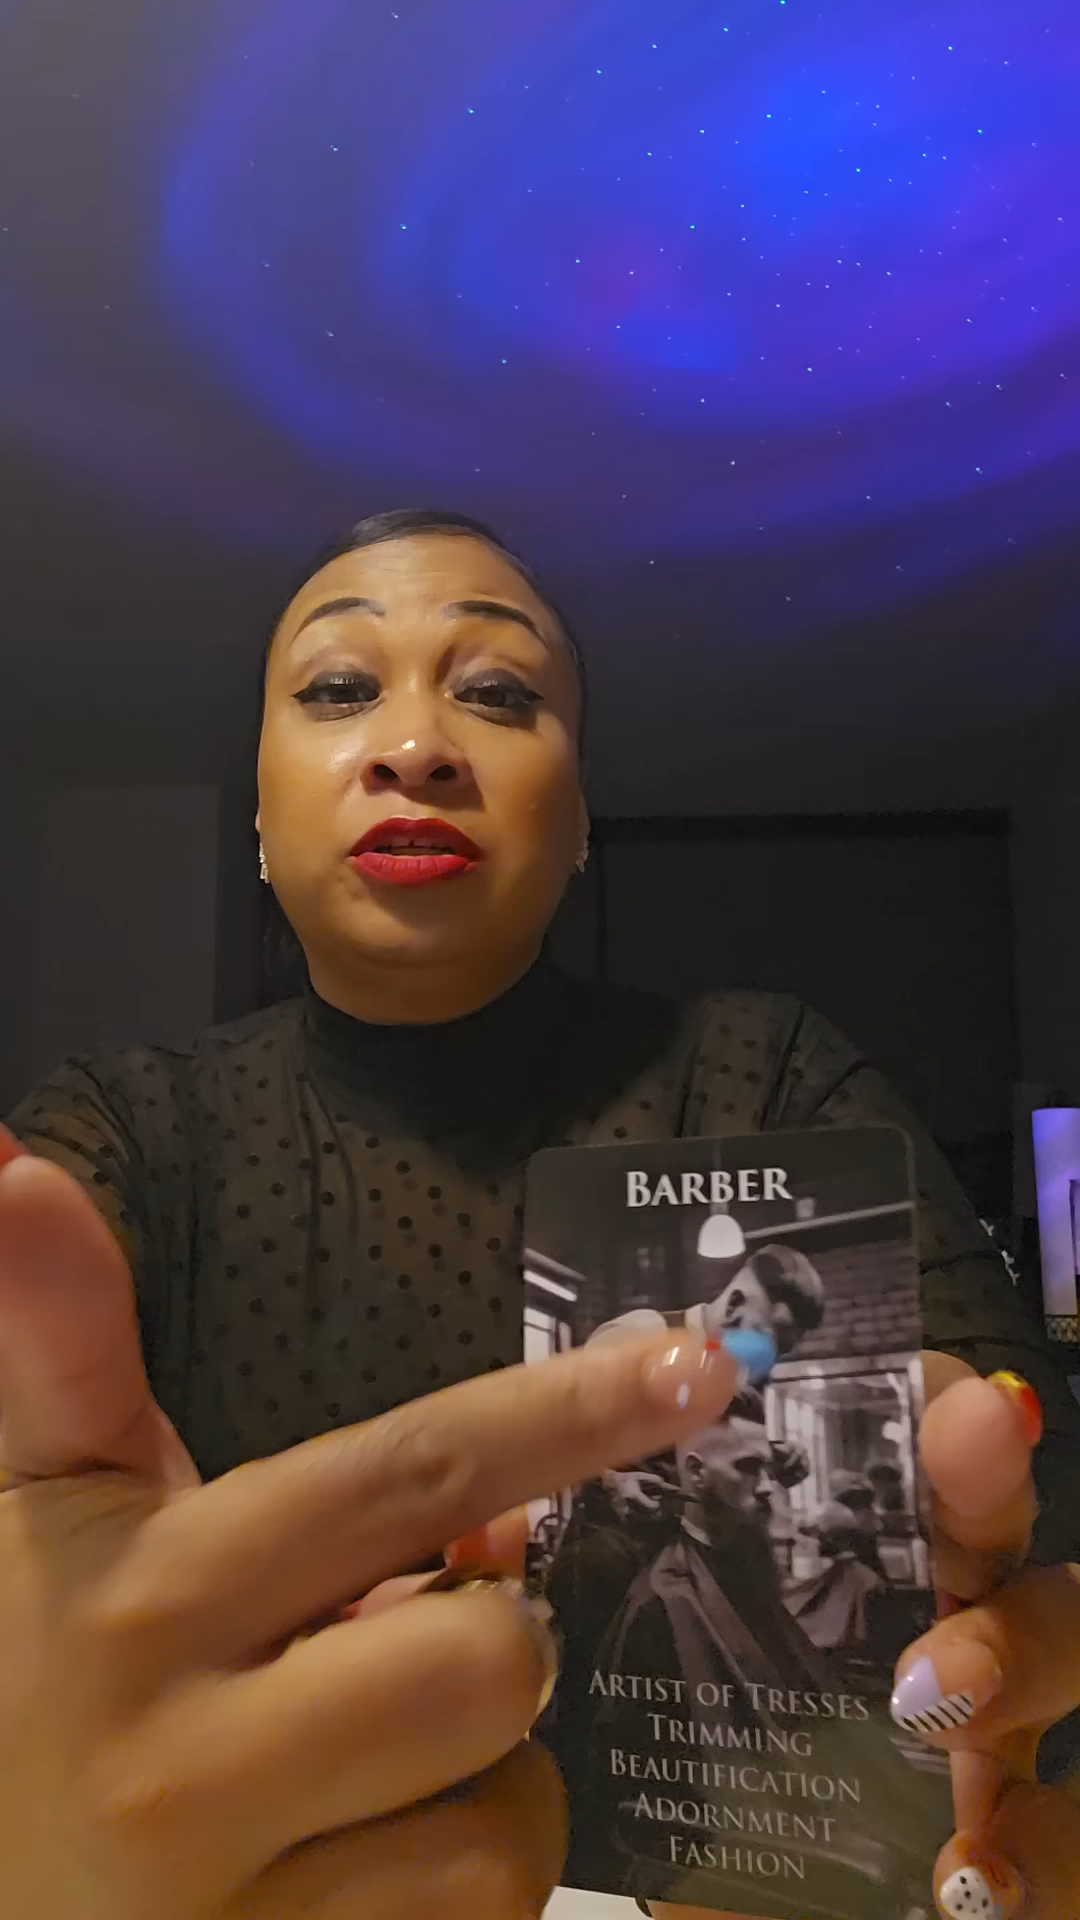 BARBER
ARTIST OF TRESSES
TRIMMING
BEAUTIFICATION
ADORNMENT
FASHION